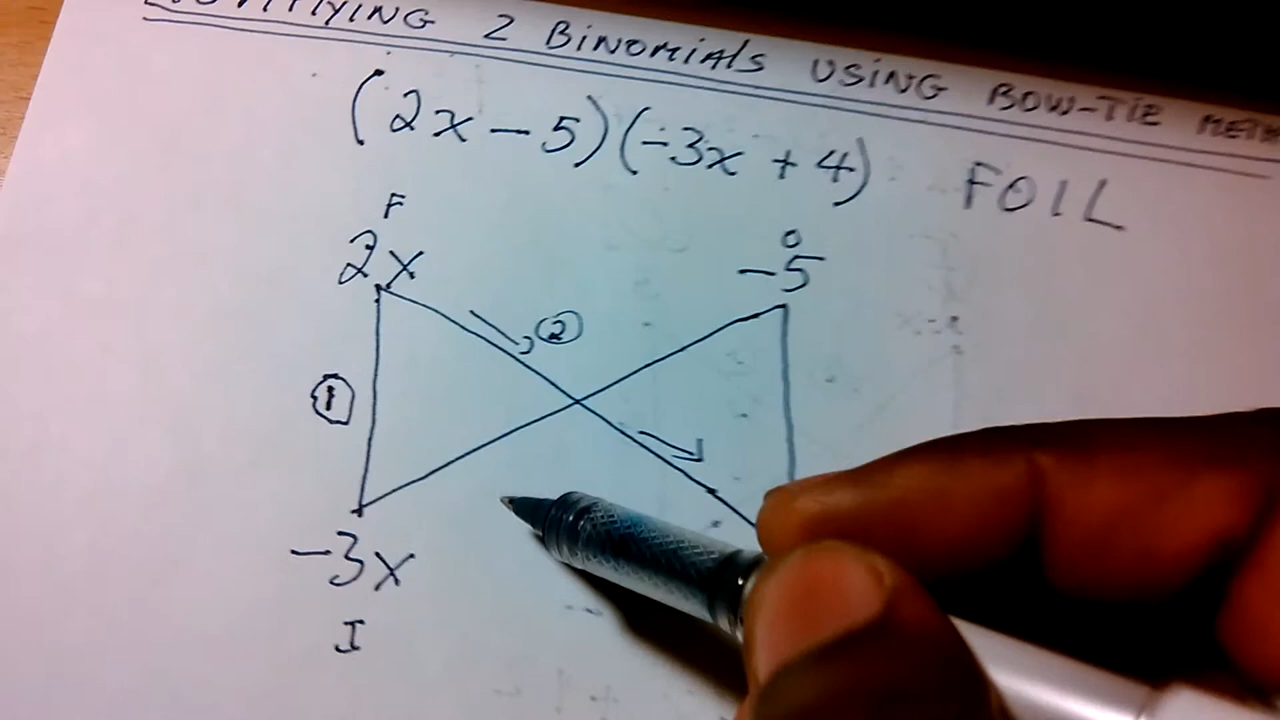 2 BINOMIALS USING BOW-TIE
(2x - 5)(-3x + 4) FOIL
F O
2x -5
② 
①
-3x
I